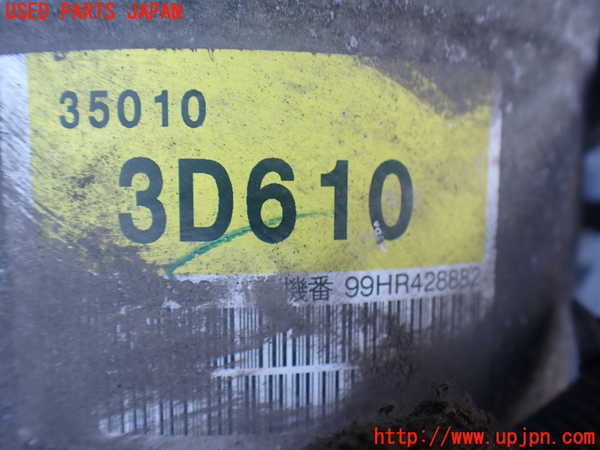 USED PARTS JAPAN
35010
3D610
機番 99HR428882
http://www.upjpn.com/